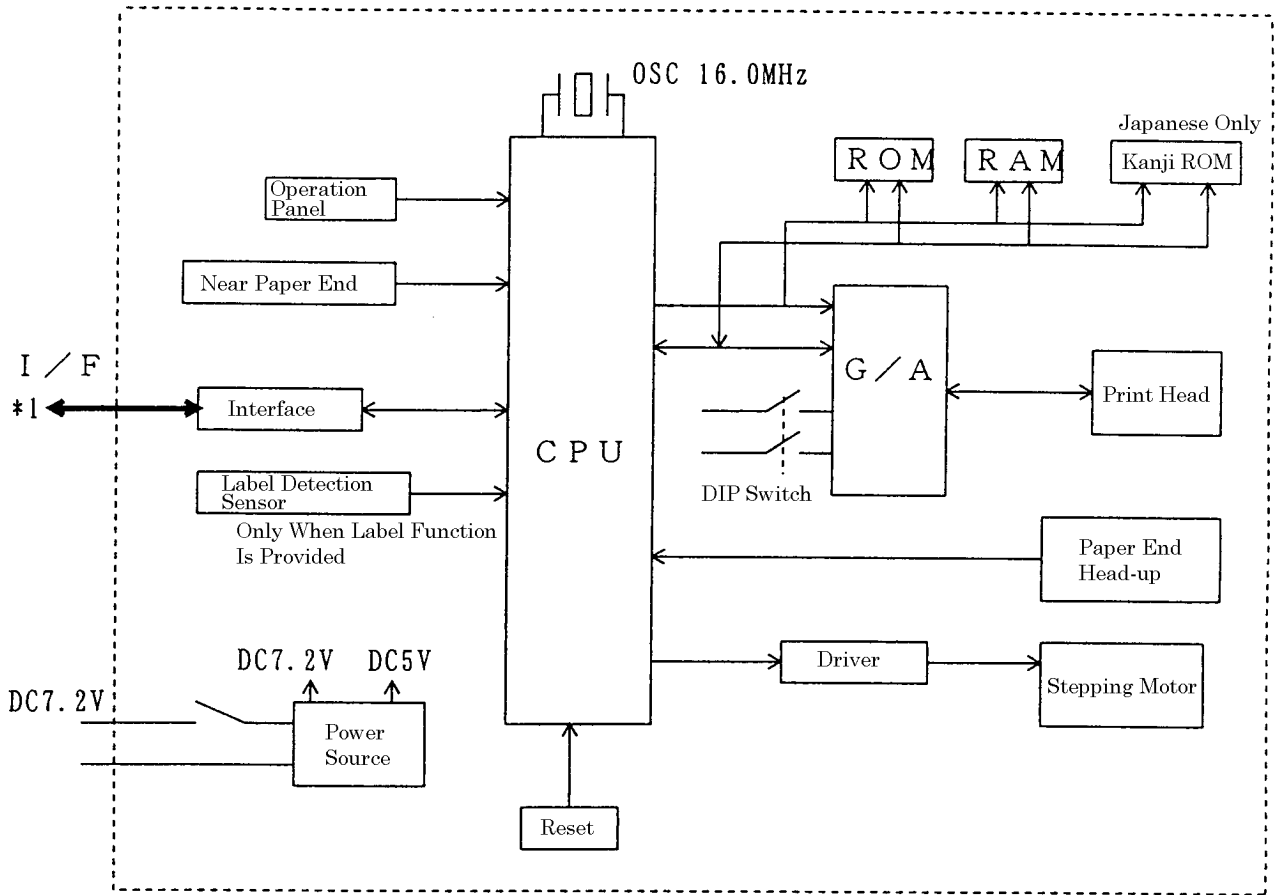 OSC 16.0MHz
Japanese Only
ROM
RAM
Kanji ROM
Operation
Panel
Near Paper End
I/F
*1
Interface
CPU
G/A
Print Head
Label Detection
Sensor
Only When Label Function
Is Provided
DIP Switch
Paper End
Head-up
DC7.2V
DC5V
Driver
Stepping Motor
DC7.2V
Power
Source
Reset